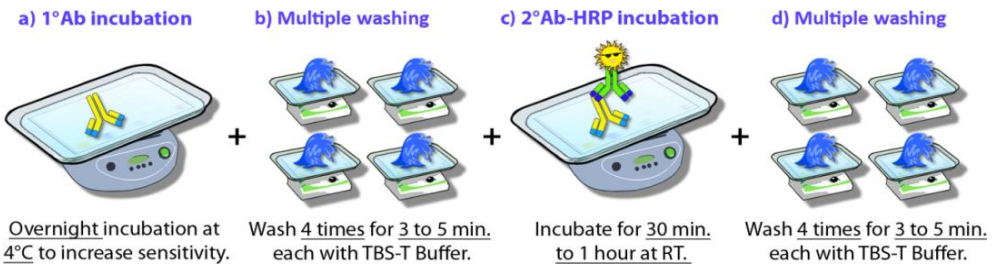 a) 1°Ab incubation
b) Multiple washing
c) 2°Ab-HRP incubation
d) Multiple washing
+
+
+
Overnight incubation at
4°C to increase sensitivity.
Wash 4 times for 3 to 5 min.
each with TBS-T Buffer.
Incubate for 30 min.
to 1 hour at RT.
Wash 4 times for 3 to 5 min.
each with TBS-T Buffer.